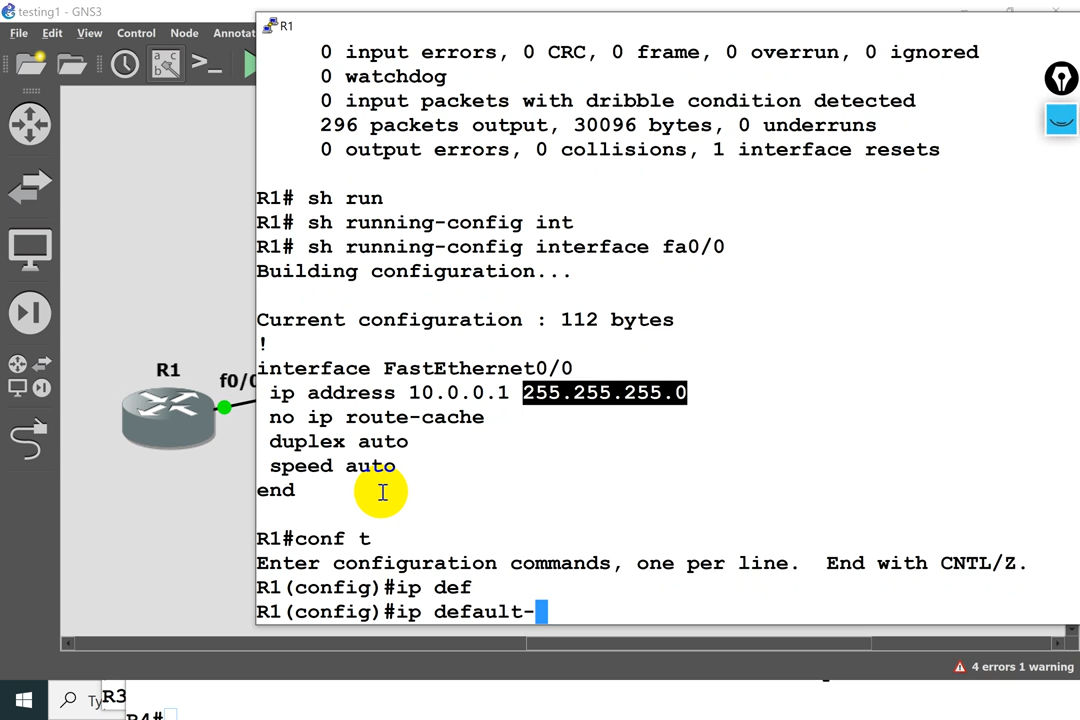 testing1 - GNS3
R1
File Edit View Control Node Annota
0 input errors, 0 CRC, 0 frame, 0 overrun, 0 ignored
0 watchdog
0 input packets with dribble condition detected
296 packets output, 30096 bytes, 0 underruns
0 output errors, 0 collisions, 1 interface resets
R1# sh run
R1# sh running-config int
R1# sh running-config interface fa0/0
Building configuration...
Current configuration : 112 bytes
!
interface FastEthernet0/0
ip address 10.0.0.1 255.255.255.0
no ip route-cache
duplex auto
speed auto
end
R1#conf t
Enter configuration commands, one per line. End with CNTL/Z.
R1(config)#ip def
R1(config)#ip default-
R1
f0/0
4 errors 1 warning
Ty
R3
R4#